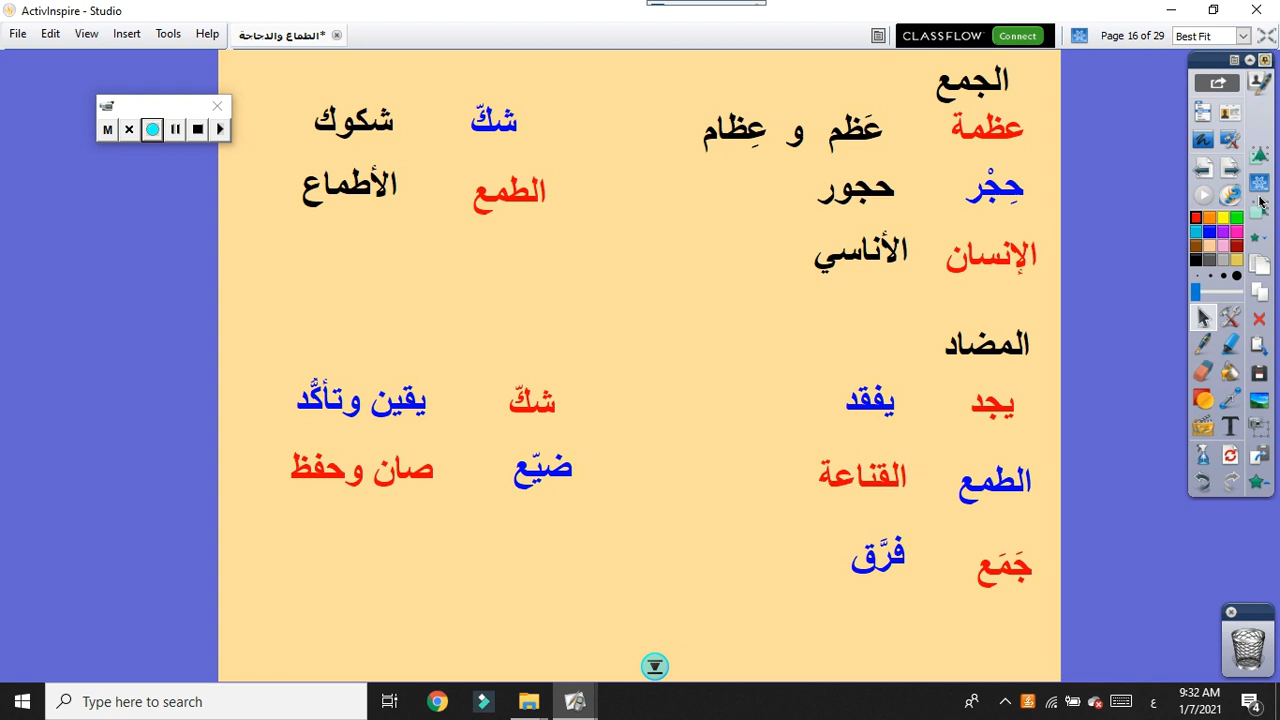 ActivInspire - Studio
File Edit View Insert Tools Help
الطماع والدجاجة*
CLASSFLOW Connect
Page 16 of 29
Best Fit
M
الجمع
عظمة عَظم و عِظام شكّ شكوك
حِجْر حجور الطمع الأطماع
الإنسان الأناسي
المضاد
يجد يفقد شكّ يقين وتأكُّد
الطمع القناعة ضيّع صان وحفظ
جَمَع فَرَّق
Type here to search
ع
9:32 AM
1/7/2021
4